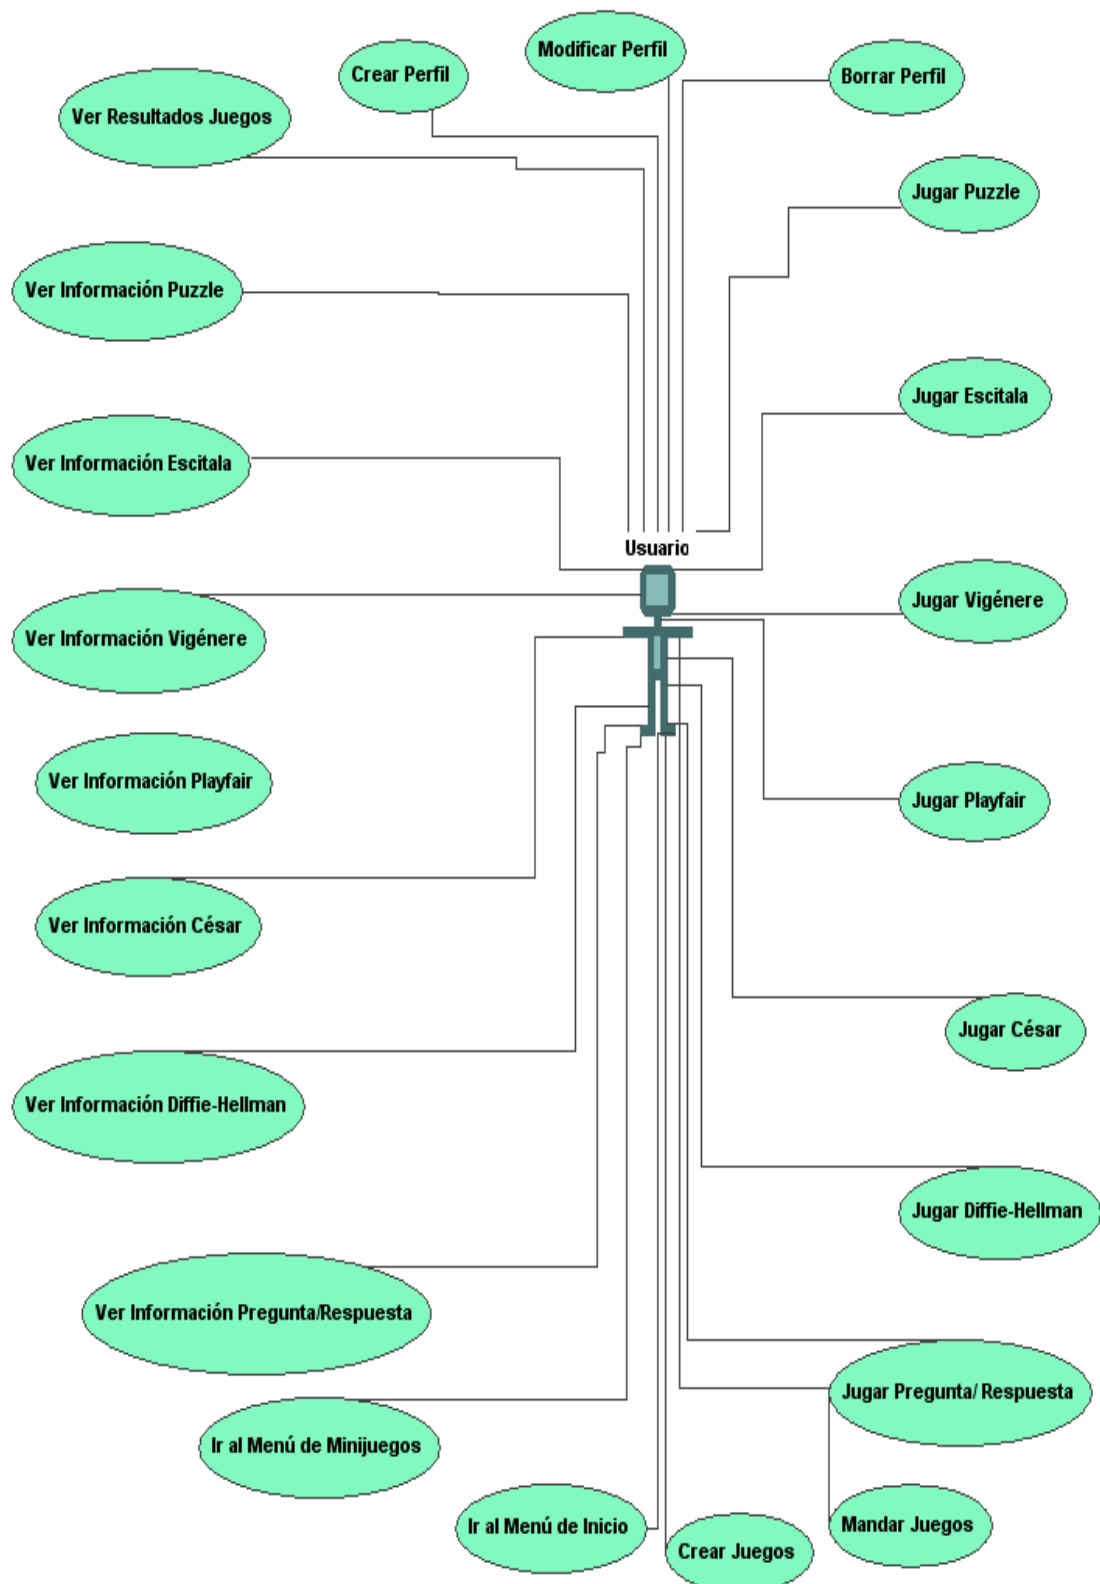 Modificar Perfil
Crear Perfil
Borrar Perfil
Ver Resultados Juegos
Jugar Puzzle
Ver Información Puzzle
Jugar Escitala
Ver Información Escitala
Usuario
Jugar Vigénere
Ver Información Vigénere
Ver Información Playfair
Jugar Playfair
Ver Información César
Jugar César
Ver Información Diffie-Hellman
Jugar Diffie-Hellman
Ver Información Pregunta/Respuesta
Jugar Pregunta/ Respuesta
Ir al Menú de Minijuegos
Ir al Menú de Inicio
Mandar Juegos
Crear Juegos